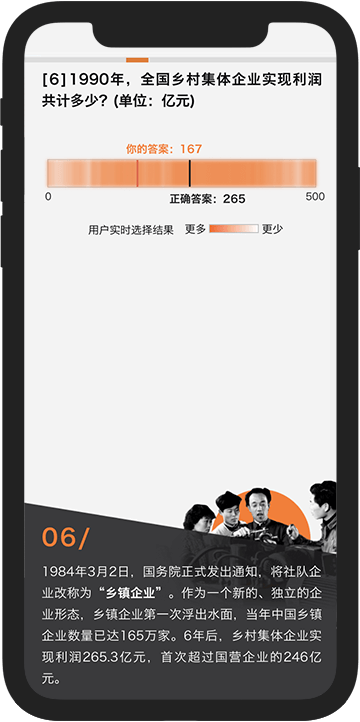 [6]1990年，全国乡村集体企业实现利润
共计多少？(单位：亿元)
你的答案：167
0
正确答案：265
500
用户实时选择结果 更多 更少
06/
1984年3月2日，国务院正式发出通知，将社队企
业改称为“乡镇企业”。作为一个新的、独立的企
业形态，乡镇企业第一次浮出水面，当年中国乡镇
企业数量已达165万家。6年后，乡村集体企业实
现利润265.3亿元，首次超过国营企业的246亿
元。